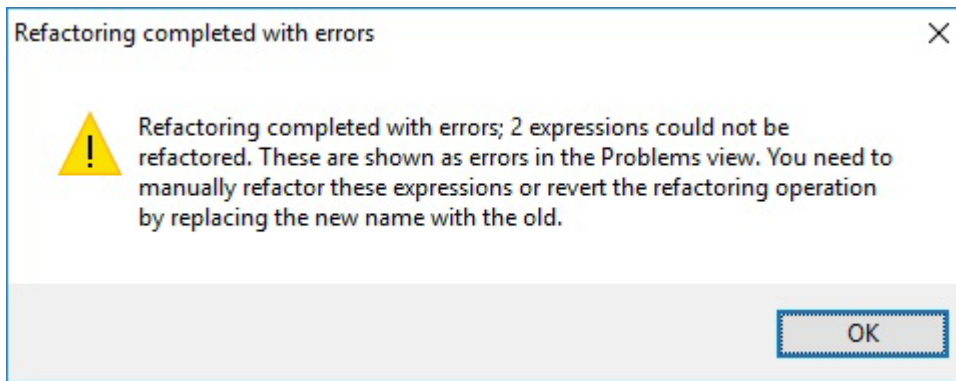 Refactoring completed with errors
Refactoring completed with errors; 2 expressions could not be
refactored. These are shown as errors in the Problems view. You need to
manually refactor these expressions or revert the refactoring operation
by replacing the new name with the old.
OK